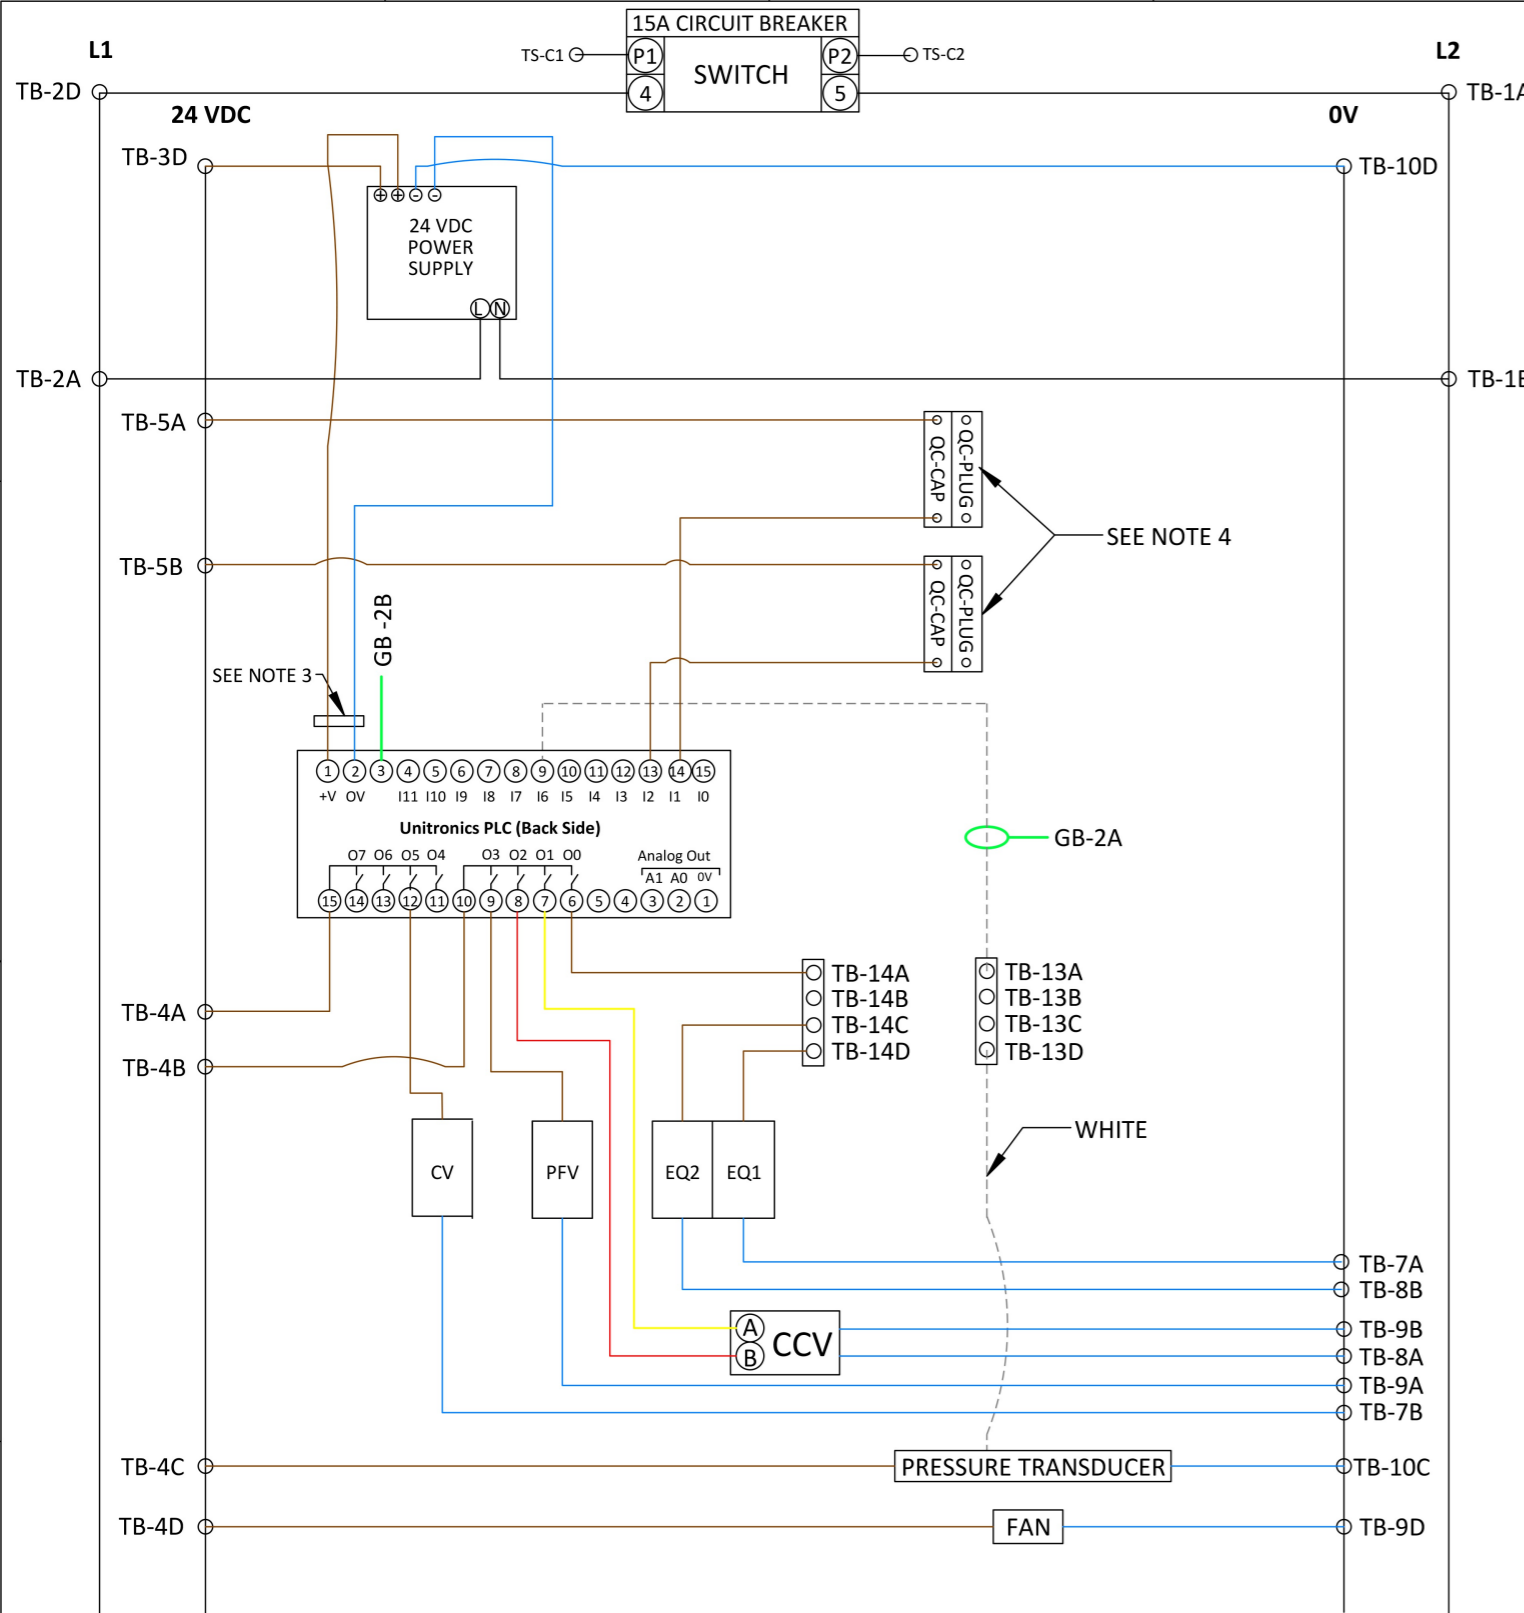 15A CIRCUIT BREAKER
L1
TS-C1
P1
SWITCH
P2
TS-C2
L2
TB-2D
4
5
TB-1A
24 VDC
0V
TB-3D
TB-10D
+ + - -
24 VDC
POWER
SUPPLY
L N
TB-2A
TB-1B
TB-5A
QC-CAP
QC-PLUG
SEE NOTE 4
TB-5B
QC-CAP
QC-PLUG
GB -2B
SEE NOTE 3
1 2 3 4 5 6 7 8 9 10 11 12 13 14 15
+V OV I11 I10 I9 I8 I7 I6 I5 I4 I3 I2 I1 I0
Unitronics PLC (Back Side)
GB-2A
O7 O6 O5 O4 O3 O2 O1 O0 Analog Out
A1 A0 0V
15 14 13 12 11 10 9 8 7 6 5 4 3 2 1
TB-14A
TB-13A
TB-14B
TB-13B
TB-4A
TB-14C
TB-13C
TB-14D
TB-13D
TB-4B
WHITE
CV
PFV
EQ2
EQ1
TB-7A
TB-8B
A
CCV
TB-9B
B
TB-8A
TB-9A
TB-7B
TB-4C
PRESSURE TRANSDUCER
TB-10C
TB-4D
FAN
TB-9D